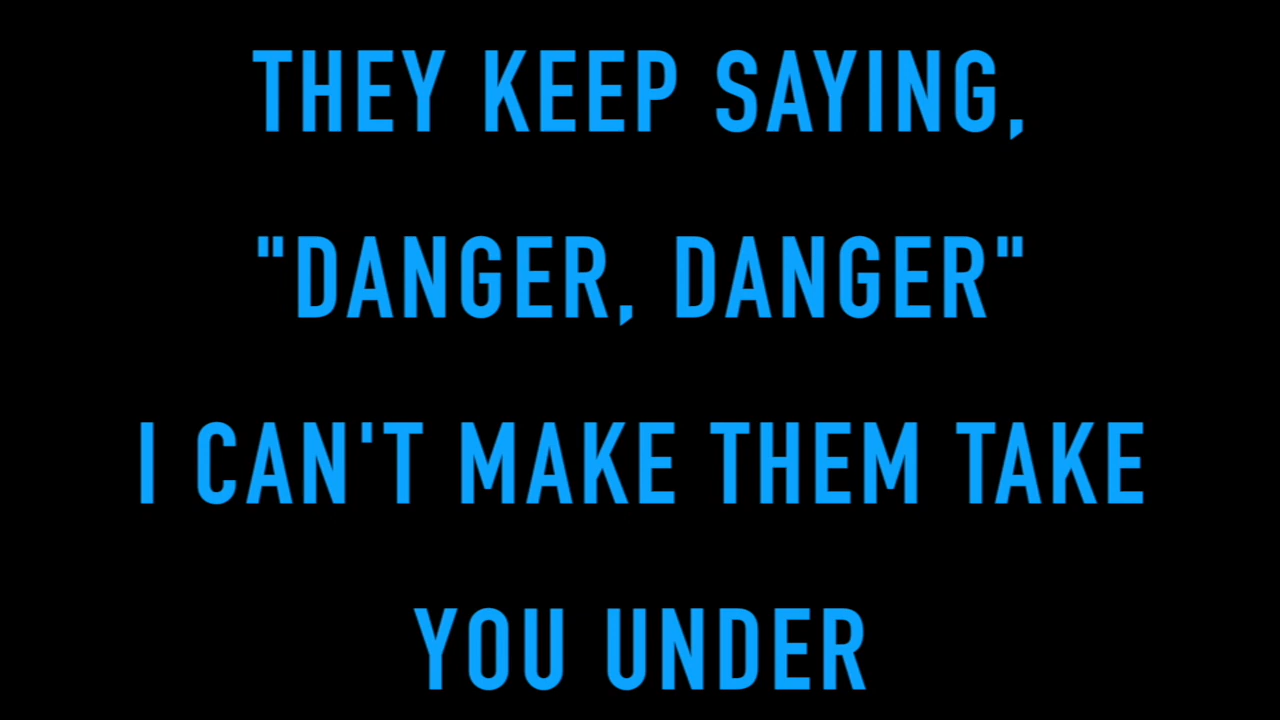 THEY KEEP SAYING,
"DANGER, DANGER"
I CAN'T MAKE THEM TAKE
YOU UNDER